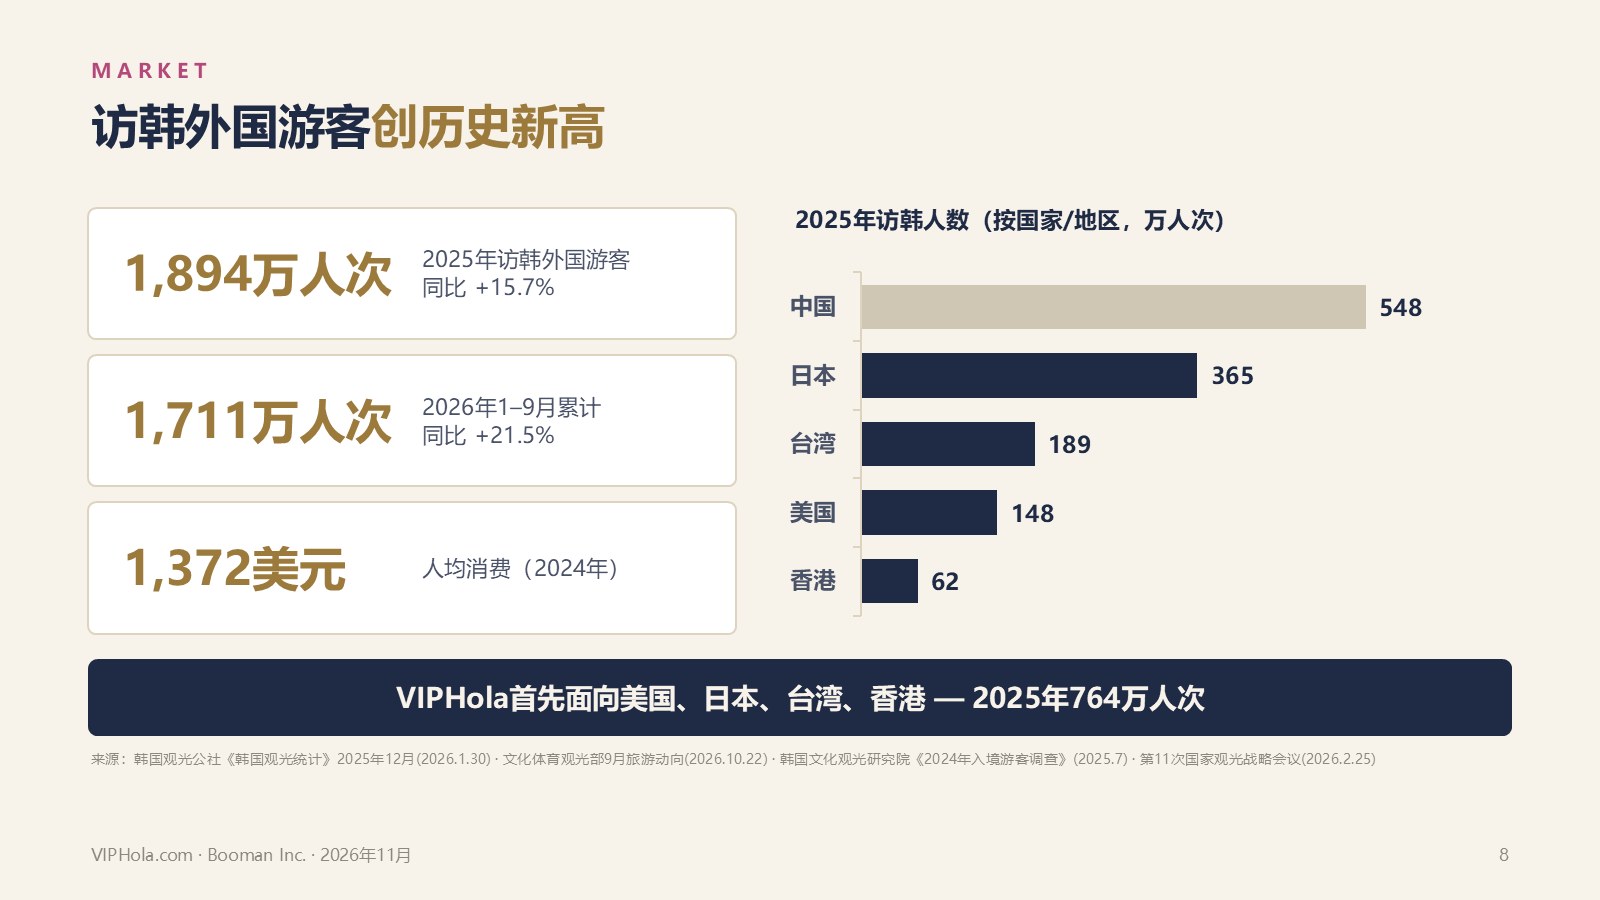 MARKET
访韩外国游客创历史新高
1,894万人次
2025年访韩外国游客
同比 +15.7%
1,711万人次
2026年1–9月累计
同比 +21.5%
1,372美元
人均消费（2024年）
2025年访韩人数（按国家/地区，万人次）
中国 548
日本 365
台湾 189
美国 148
香港 62
VIPHola首先面向美国、日本、台湾、香港 — 2025年764万人次
来源：韩国观光公社《韩国观光统计》2025年12月(2026.1.30) · 文化体育观光部9月旅游动向(2026.10.22) · 韩国文化观光研究院《2024年入境游客调查》(2025.7) · 第11次国家观光战略会议(2026.2.25)
VIPHola.com · Booman Inc. · 2026年11月
8